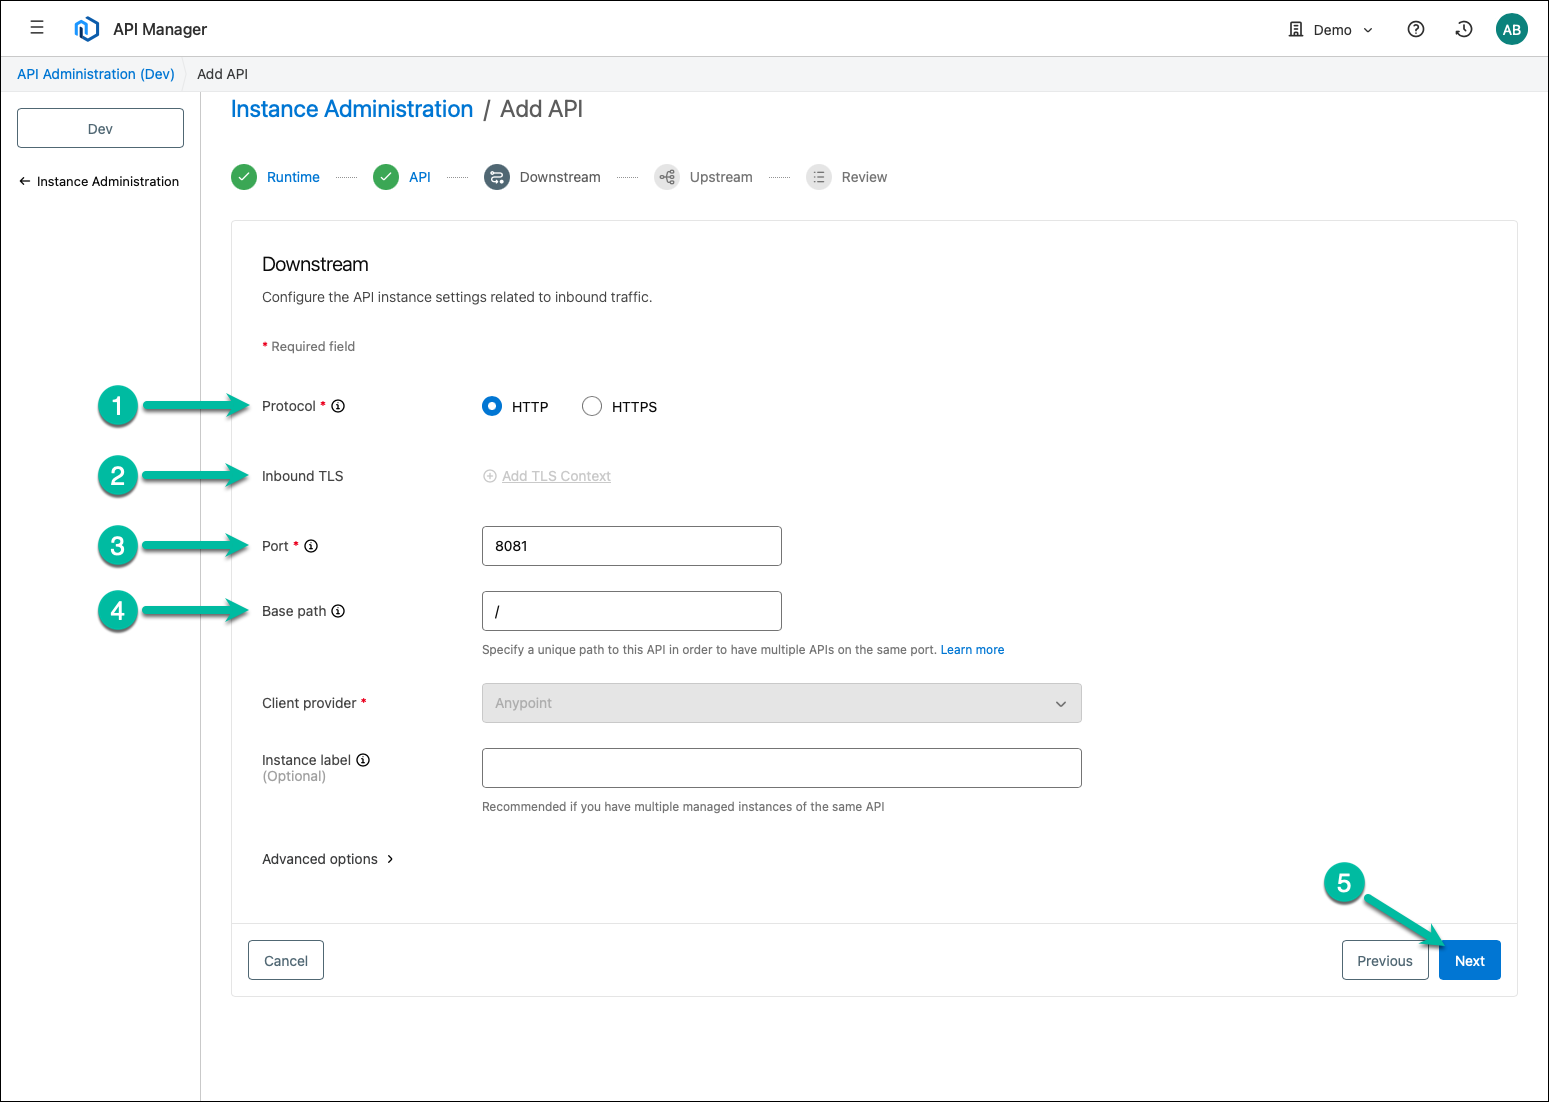 API Manager
Demo
AB
API Administration (Dev)
Add API
Dev
Instance Administration
Instance Administration / Add API
Runtime
API
Downstream
Upstream
Review
Downstream
Configure the API instance settings related to inbound traffic.
* Required field
1
Protocol *
HTTP
HTTPS
2
Inbound TLS
Add TLS Context
3
Port *
8081
4
Base path
/
Specify a unique path to this API in order to have multiple APIs on the same port. Learn more
Client provider *
Anypoint
Instance label
(Optional)
Recommended if you have multiple managed instances of the same API
Advanced options
5
Cancel
Previous
Next